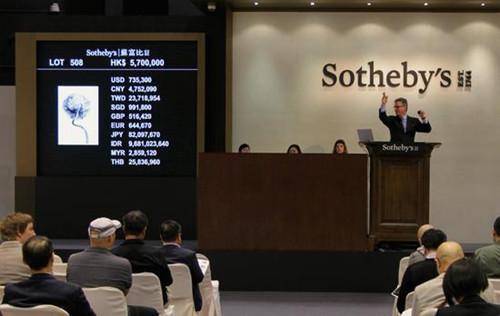 Sotheby's 蘇富比
LOT 508 HK$ 5,700,000
USD 735,300
CNY 4,752,090
TWD 23,718,954
SGD 991,800
GBP 516,420
EUR 644,670
JPY 82,097,670
IDR 9,681,023,640
MYR 2,859,120
THB 25,836,960
Sotheby's EST. 1744
Sotheby's